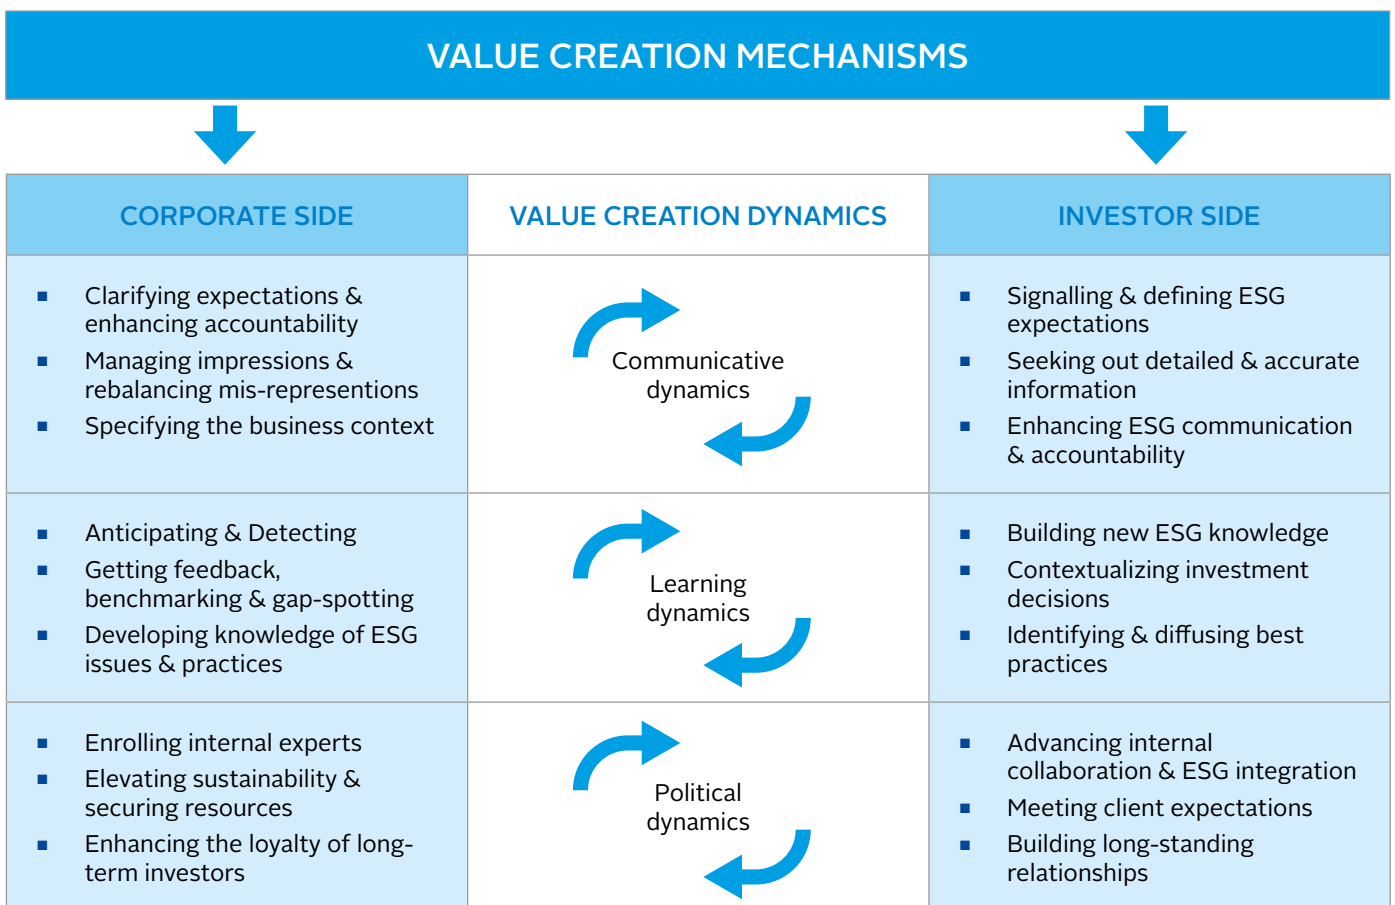 VALUE CREATION MECHANISMS
CORPORATE SIDE
VALUE CREATION DYNAMICS
INVESTOR SIDE
▪ Clarifying expectations &
enhancing accountability
▪ Managing impressions &
rebalancing mis-representions
▪ Specifying the business context
Communicative
dynamics
▪ Signalling & defining ESG
expectations
▪ Seeking out detailed & accurate
information
▪ Enhancing ESG communication
& accountability
▪ Anticipating & Detecting
▪ Getting feedback,
benchmarking & gap-spotting
▪ Developing knowledge of ESG
issues & practices
Learning
dynamics
▪ Building new ESG knowledge
▪ Contextualizing investment
decisions
▪ Identifying & diffusing best
practices
▪ Enrolling internal experts
▪ Elevating sustainability &
securing resources
▪ Enhancing the loyalty of long-
term investors
Political
dynamics
▪ Advancing internal
collaboration & ESG integration
▪ Meeting client expectations
▪ Building long-standing
relationships